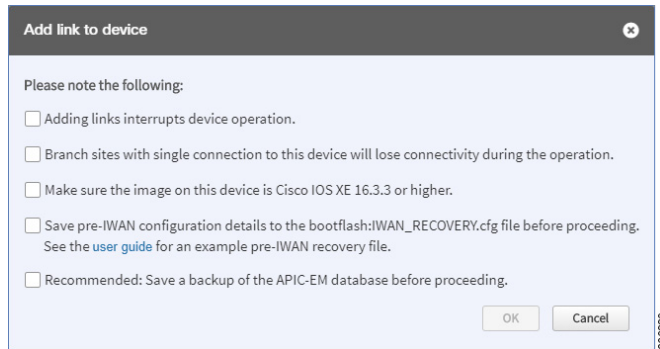 Add link to device
Please note the following:
Adding links interrupts device operation.
Branch sites with single connection to this device will lose connectivity during the operation.
Make sure the image on this device is Cisco IOS XE 16.3.3 or higher.
Save pre-IWAN configuration details to the bootflash:IWAN_RECOVERY.cfg file before proceeding.
See the user guide for an example pre-IWAN recovery file.
Recommended: Save a backup of the APIC-EM database before proceeding.
OK Cancel